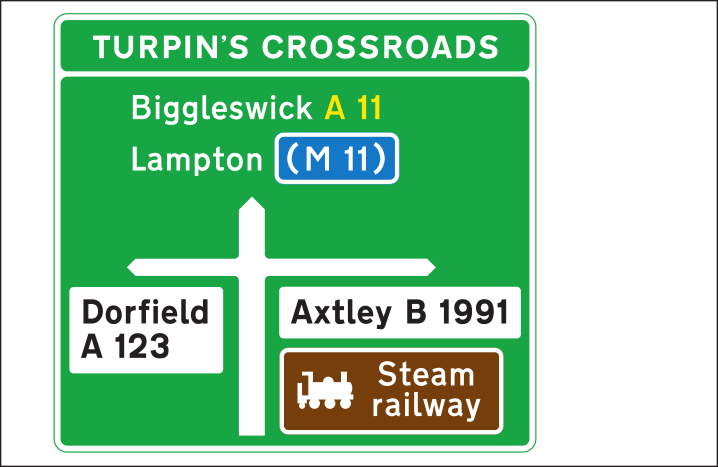 TURPIN'S CROSSROADS
Biggleswick A 11
Lampton (M 11)
Dorfield
A 123
Axtley B 1991
Steam
railway